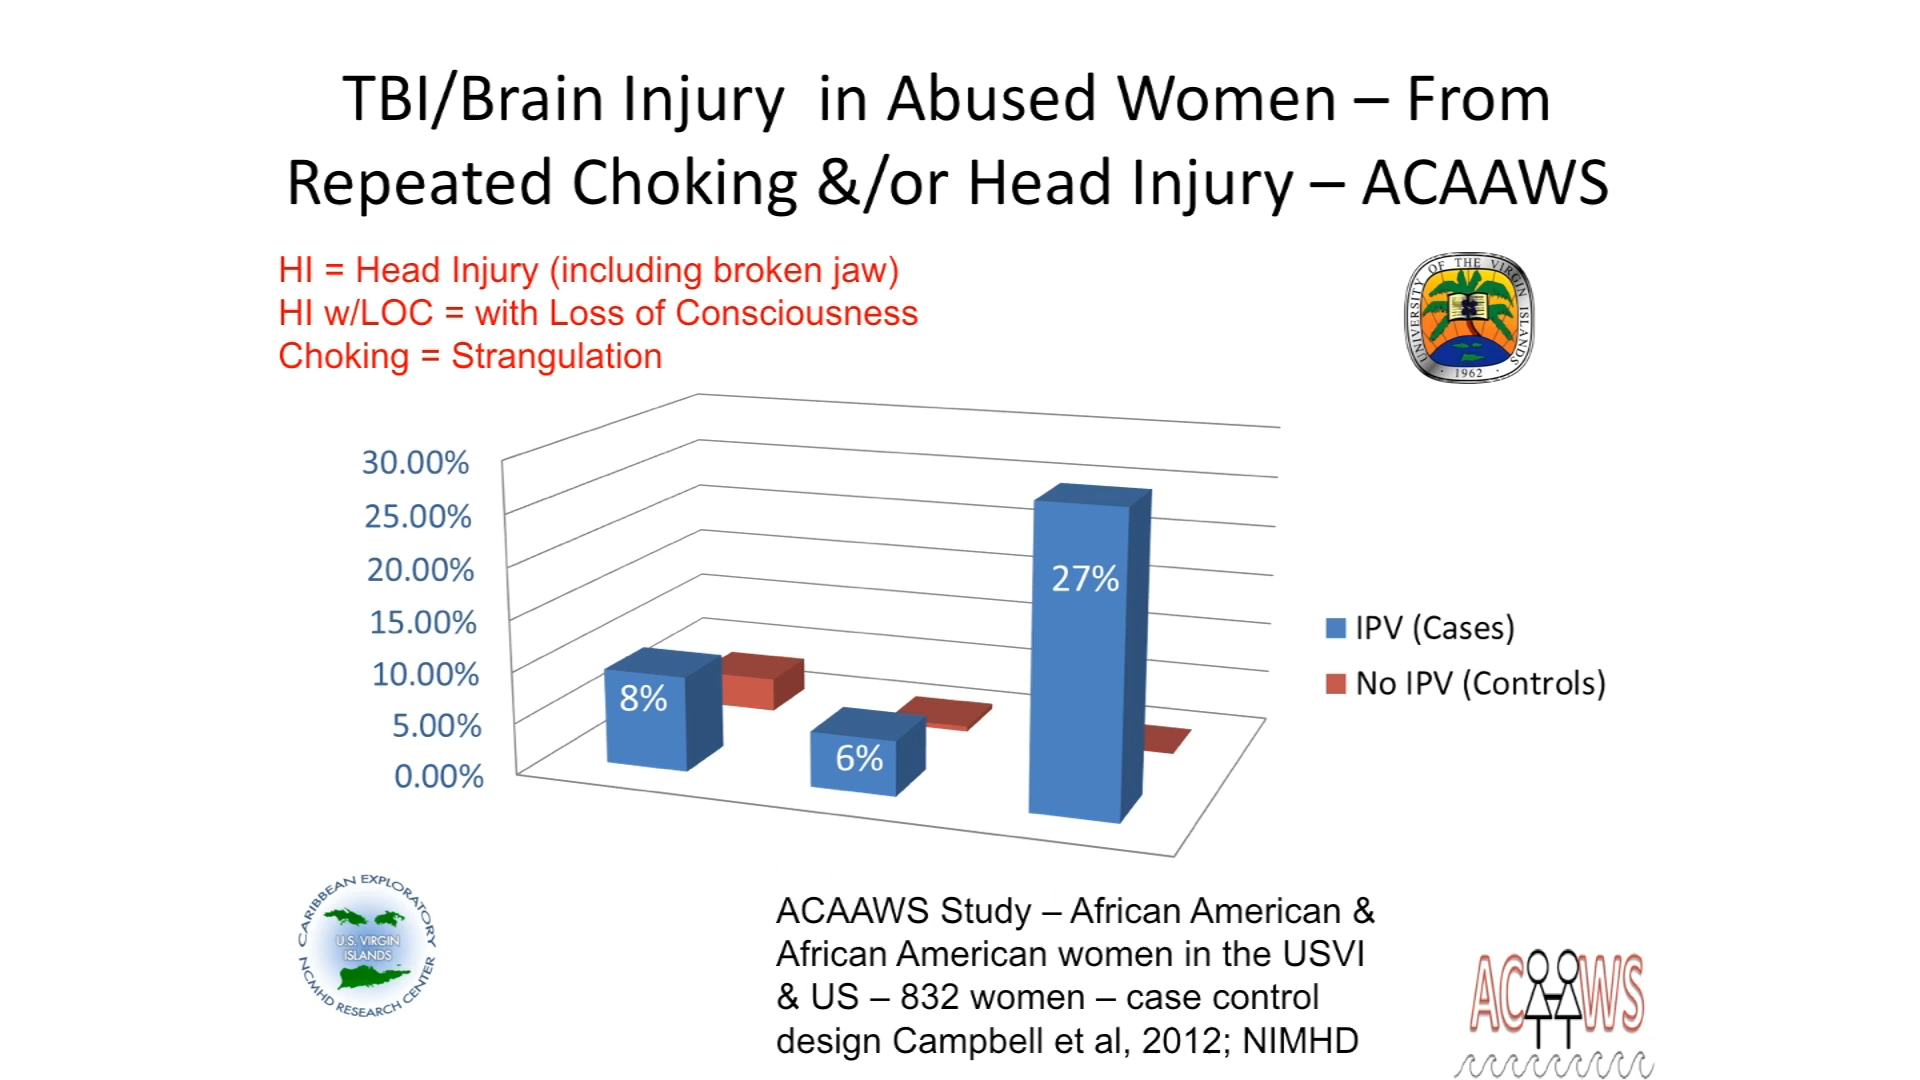 TBI/Brain Injury in Abused Women – From
Repeated Choking &/or Head Injury – ACAAWS
HI = Head Injury (including broken jaw)
HI w/LOC = with Loss of Consciousness
Choking = Strangulation
UNIVERSITY OF THE VIRGIN ISLANDS
1962
30.00%
25.00%
20.00%
15.00%
10.00%
5.00%
0.00%
8%
6%
27%
IPV (Cases)
No IPV (Controls)
CARIBBEAN EXPLORATORY
U.S. VIRGIN
ISLANDS
NCMHD RESEARCH CENTER
ACAAWS Study – African American &
African American women in the USVI
& US – 832 women – case control
design Campbell et al, 2012; NIMHD
ACAAWS